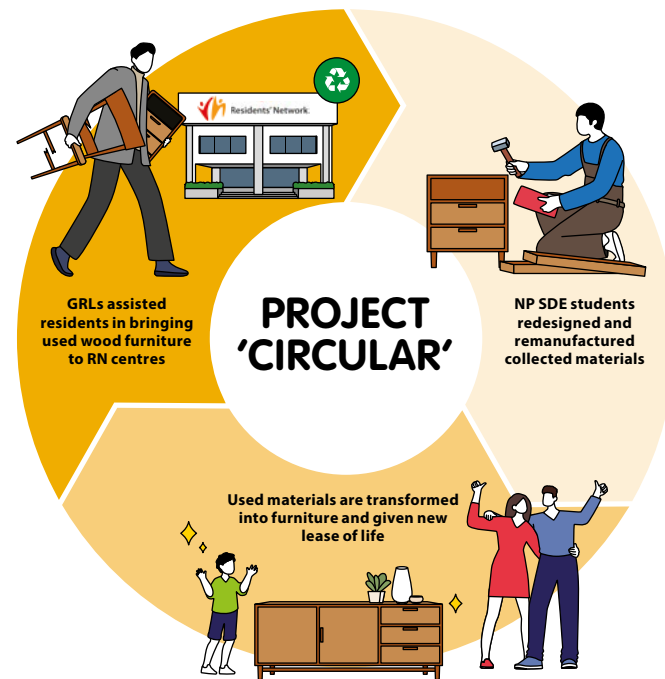 Residents' Network
GRLs assisted
residents in bringing
used wood furniture
to RN centres
PROJECT
'CIRCULAR'
NP SDE students
redesigned and
remanufactured
collected materials
Used materials are transformed
into furniture and given new
lease of life